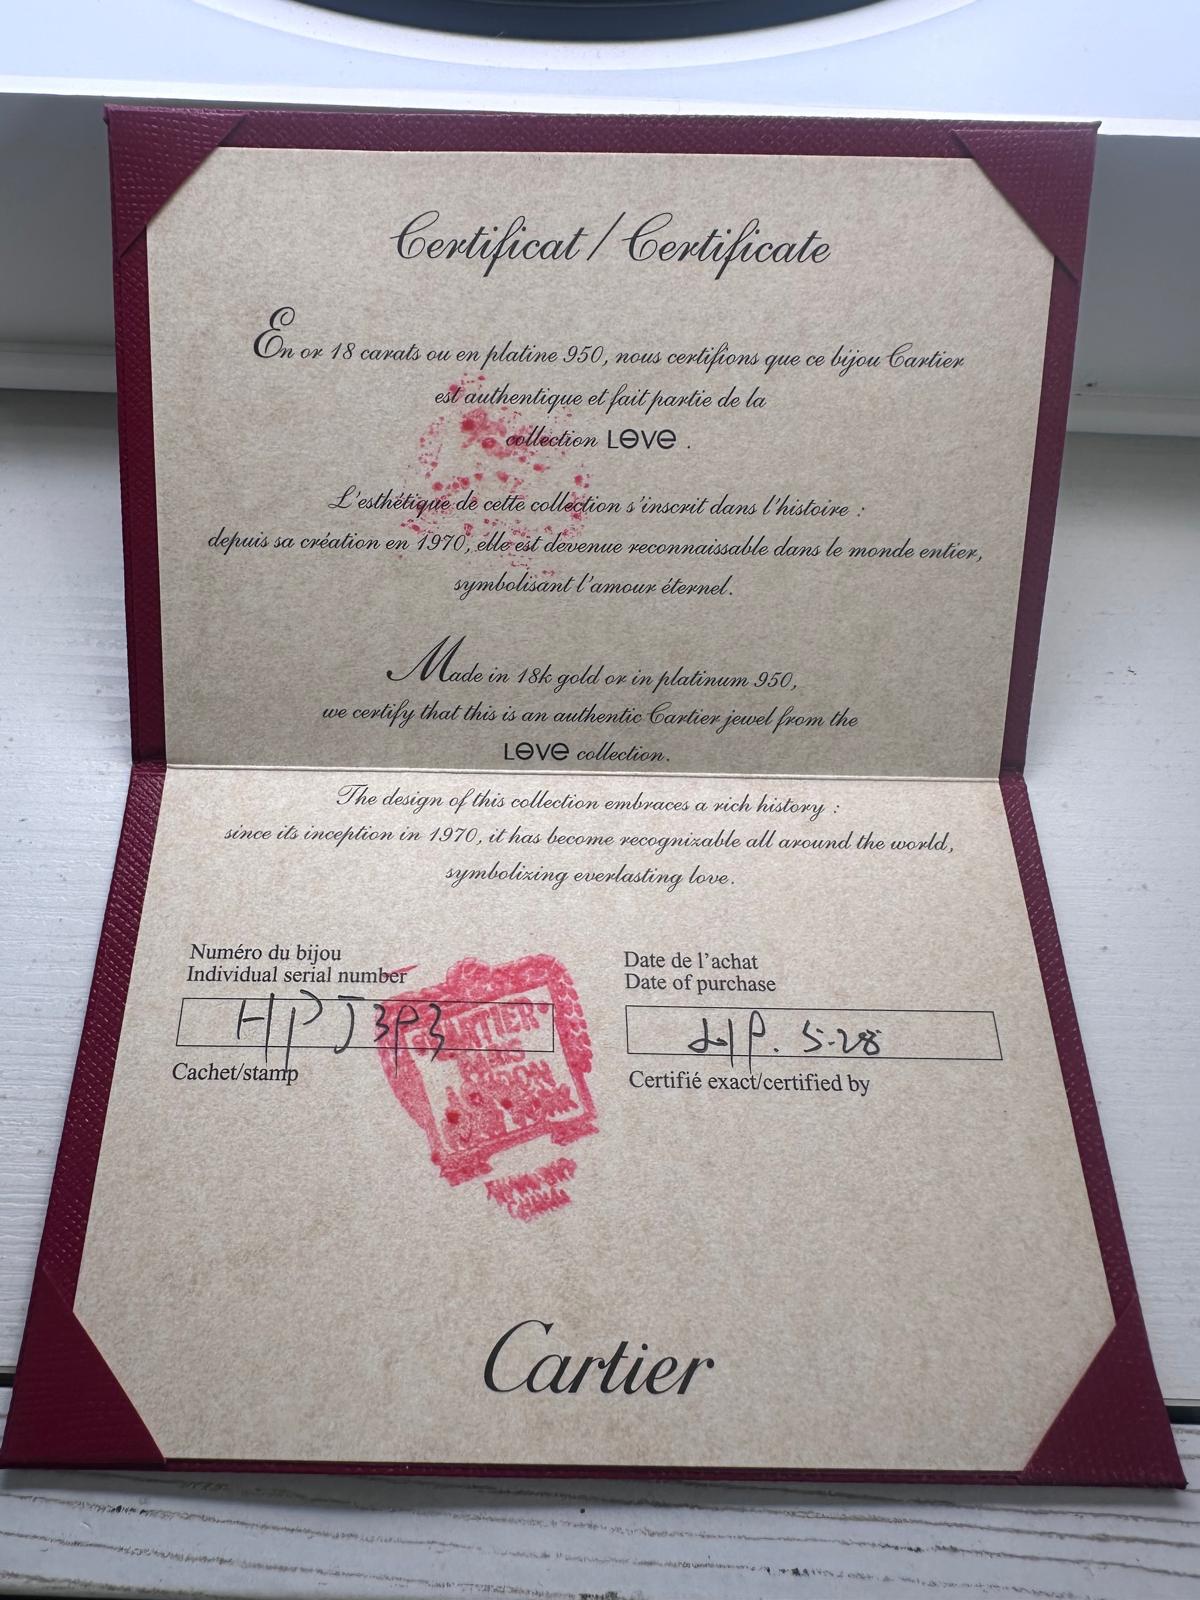 Certificat / Certificate
En or 18 carats ou en platine 950, nous certifions que ce bijou Cartier
est authentique et fait partie de la
collection LOVE .
L'esthétique de cette collection s'inscrit dans l'histoire :
depuis sa création en 1970, elle est devenue reconnaissable dans le monde entier,
symbolisant l'amour éternel.
Made in 18k gold or in platinum 950,
we certify that this is an authentic Cartier jewel from the
LOVE collection.
The design of this collection embraces a rich history :
since its inception in 1970, it has become recognizable all around the world,
symbolizing everlasting love.
Numéro du bijou
Individual serial number
HPJ3P3
Cachet/stamp
CARTIER
Date de l'achat
Date of purchase
5-28
Certifié exact/certified by
Cartier